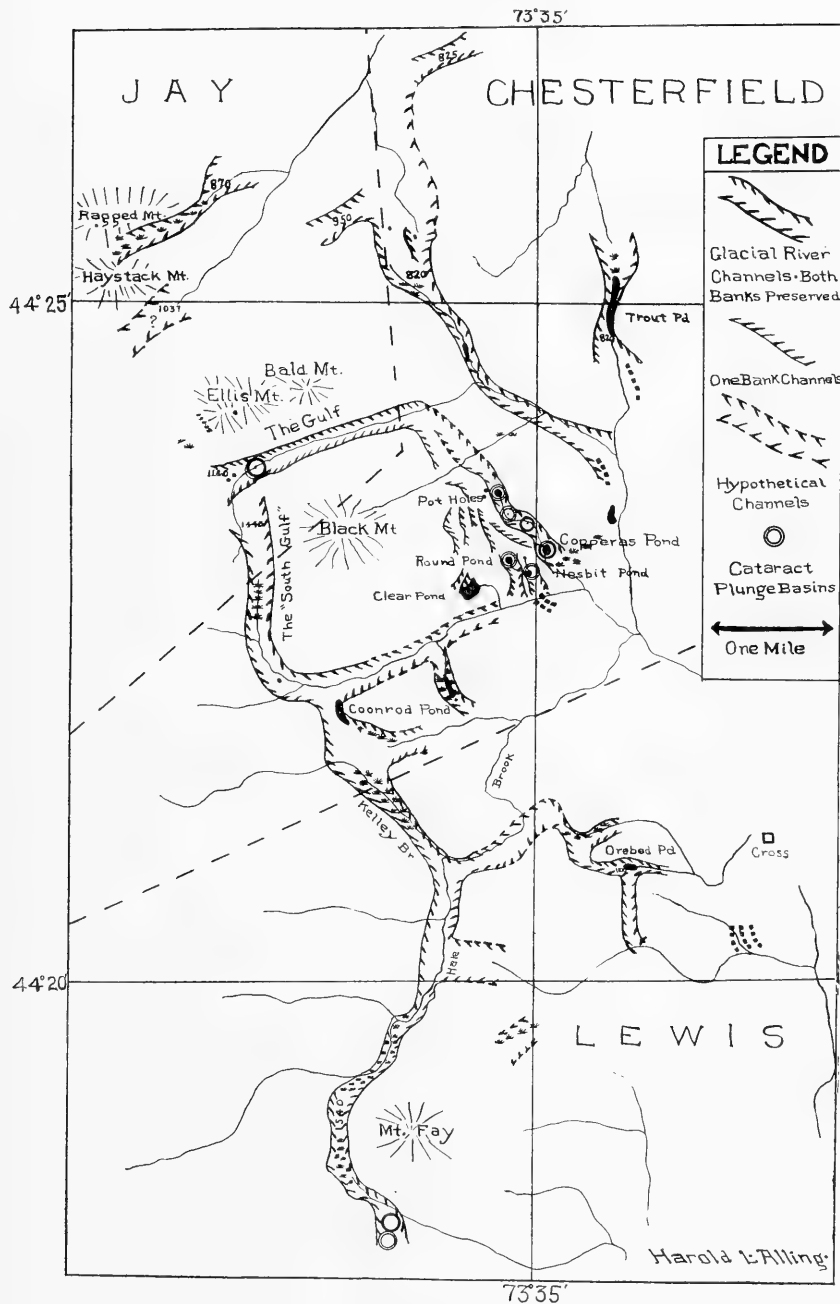 73°35'
825
JAY
CHESTERFIELD
LEGEND
870
Ragged Mt.
950
Glacial River
Channels·Both
Banks Preserved
820
Haystack Mt.
44°25'
1037
?
Trout Pd
One Bank Channels
Bald Mt.
Ellis Mt.
The Gulf
Hypothetical
Channels
Pot Holes
Black Mt
Copperas Pond
Cataract
Plunge Basins
Round Pond
Nesbit Pond
Clear Pond
The "South Gulf"
One Mile
Coonrod Pond
Brook
Kelley Br
Orebed Pd
Cross
Hale
44°20'
LEWIS
1340
Mt. Fay
Harold L. Alling.
73°35'